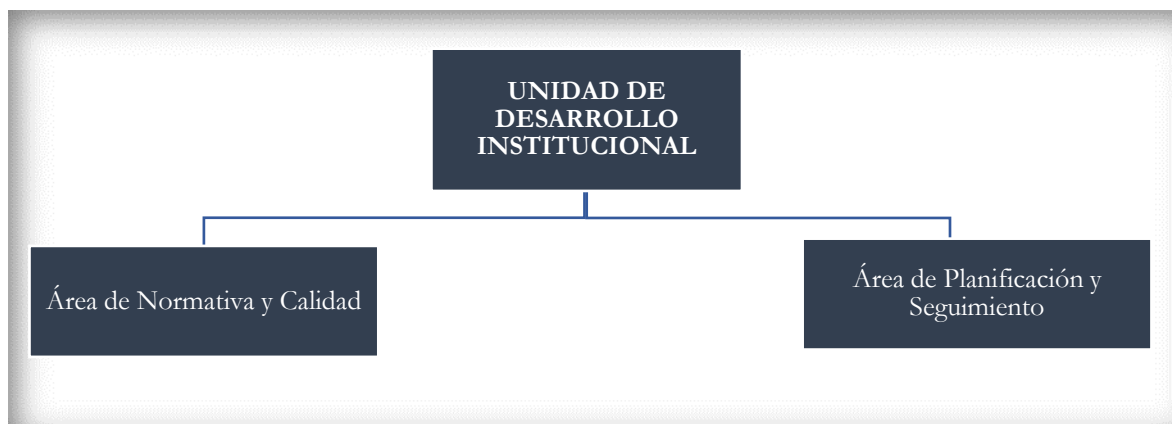 UNIDAD DE
DESARROLLO
INSTITUCIONAL
Área de Normativa y Calidad
Área de Planificación y
Seguimiento